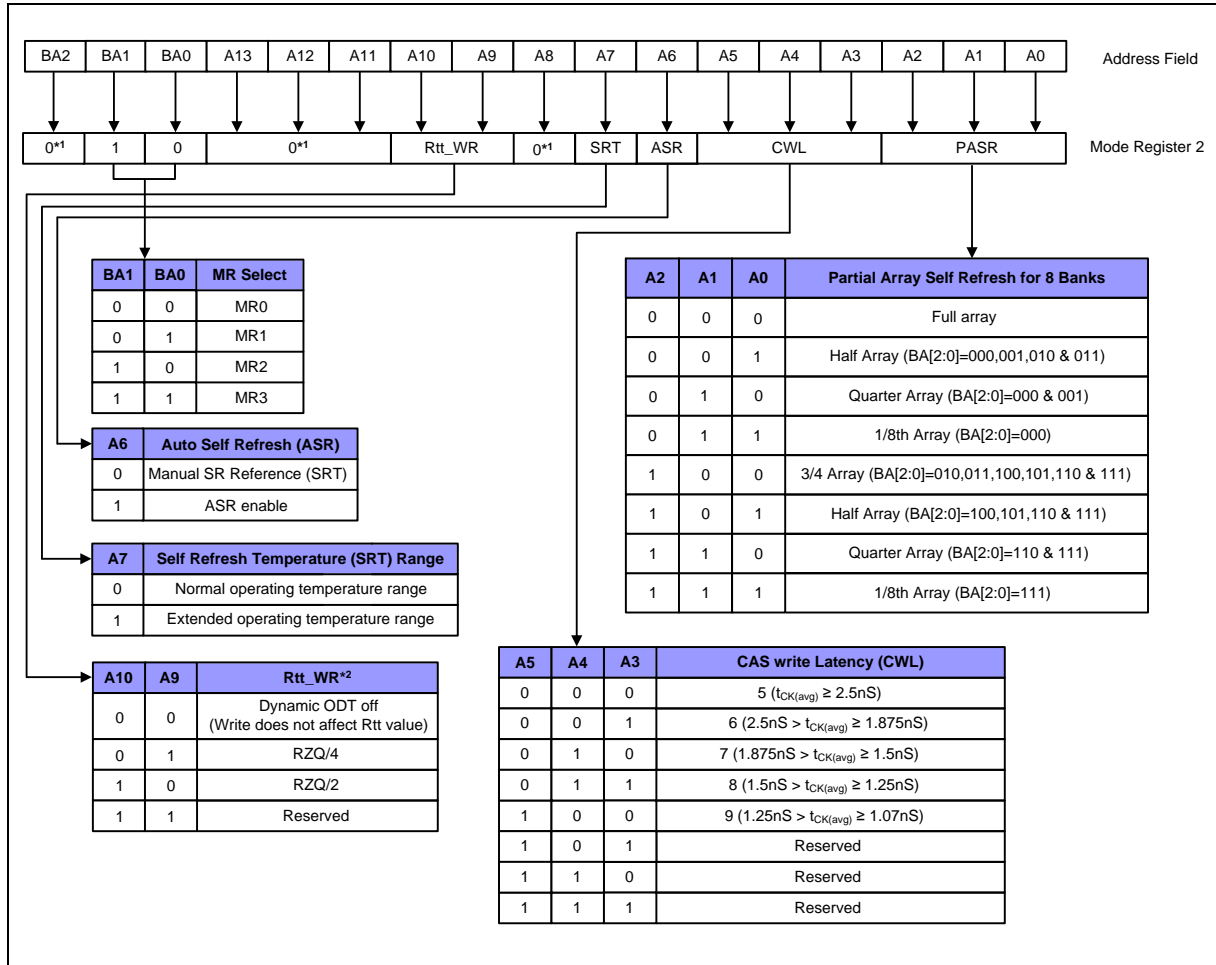 BA2 BA1 BA0 A13 A12 A11 A10 A9 A8 A7 A6 A5 A4 A3 A2 A1 A0 Address Field
0*1 1 0 0*1 Rtt_WR 0*1 SRT ASR CWL PASR Mode Register 2
BA1 BA0 MR Select
0 0 MR0
0 1 MR1
1 0 MR2
1 1 MR3
A6 Auto Self Refresh (ASR)
0 Manual SR Reference (SRT)
1 ASR enable
A7 Self Refresh Temperature (SRT) Range
0 Normal operating temperature range
1 Extended operating temperature range
A10 A9 Rtt_WR*2
0 0 Dynamic ODT off
(Write does not affect Rtt value)
0 1 RZQ/4
1 0 RZQ/2
1 1 Reserved
A2 A1 A0 Partial Array Self Refresh for 8 Banks
0 0 0 Full array
0 0 1 Half Array (BA[2:0]=000,001,010 & 011)
0 1 0 Quarter Array (BA[2:0]=000 & 001)
0 1 1 1/8th Array (BA[2:0]=000)
1 0 0 3/4 Array (BA[2:0]=010,011,100,101,110 & 111)
1 0 1 Half Array (BA[2:0]=100,101,110 & 111)
1 1 0 Quarter Array (BA[2:0]=110 & 111)
1 1 1 1/8th Array (BA[2:0]=111)
A5 A4 A3 CAS write Latency (CWL)
0 0 0 5 (tCK(avg) ≥ 2.5nS)
0 0 1 6 (2.5nS > tCK(avg) ≥ 1.875nS)
0 1 0 7 (1.875nS > tCK(avg) ≥ 1.5nS)
0 1 1 8 (1.5nS > tCK(avg) ≥ 1.25nS)
1 0 0 9 (1.25nS > tCK(avg) ≥ 1.07nS)
1 0 1 Reserved
1 1 0 Reserved
1 1 1 Reserved